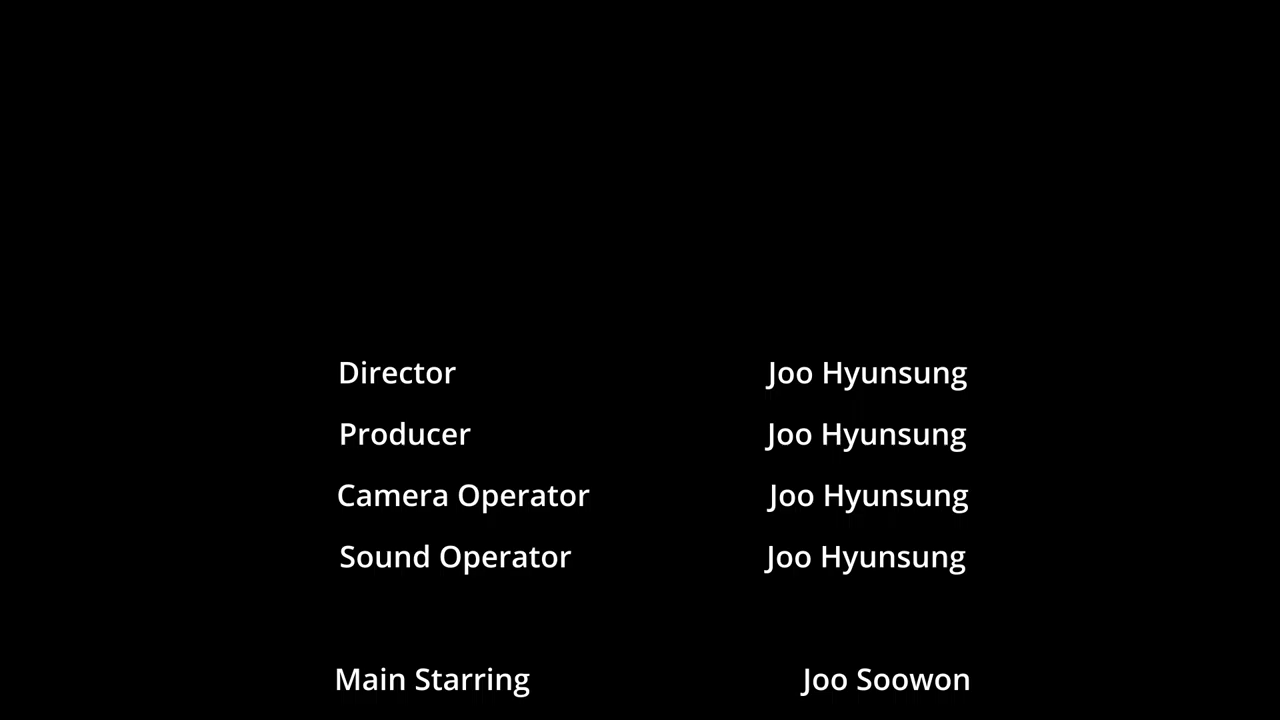 Director Joo Hyunsung
Producer Joo Hyunsung
Camera Operator Joo Hyunsung
Sound Operator Joo Hyunsung
Main Starring Joo Soowon